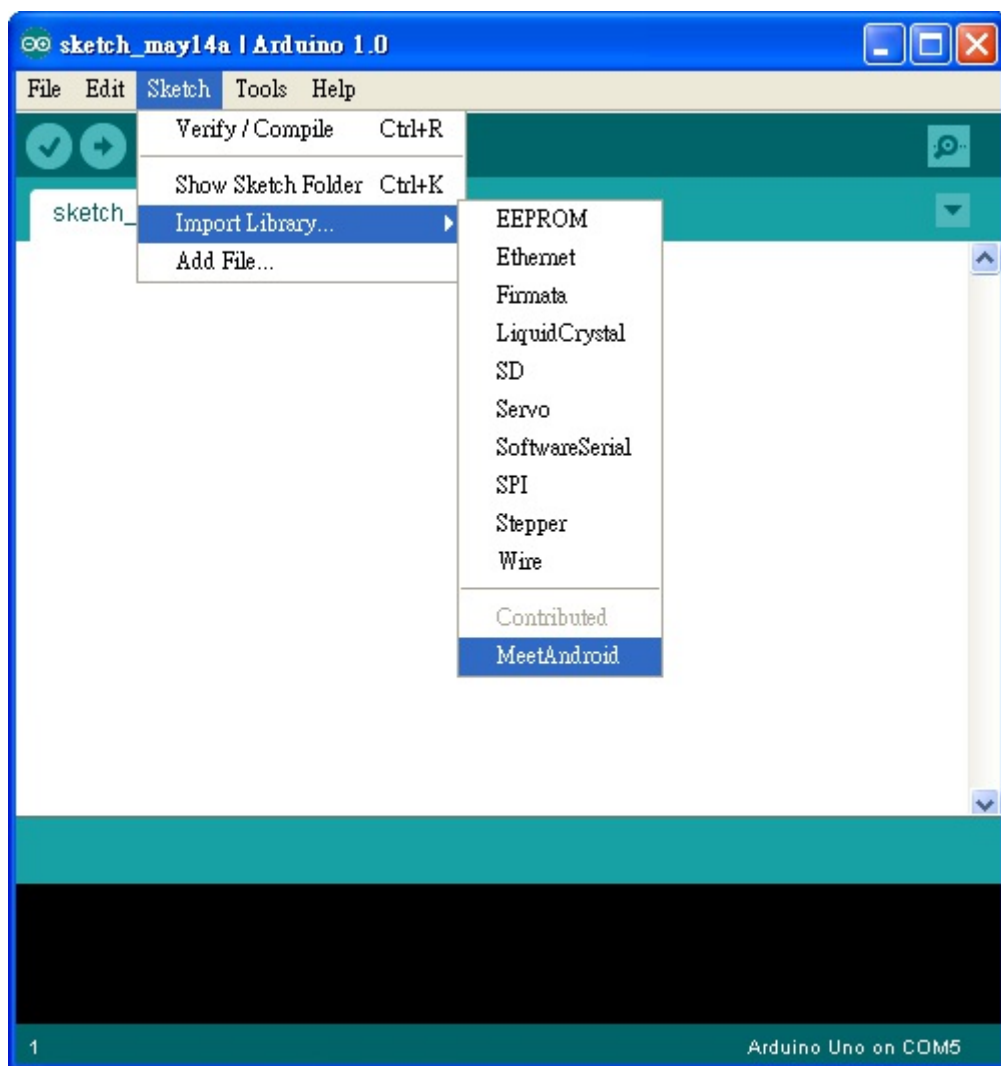 sketch_may14a | Arduino 1.0
File Edit Sketch Tools Help
Verify / Compile Ctrl+R
Show Sketch Folder Ctrl+K
sketch_
Import Library...
Add File...
EEPROM
Ethernet
Firmata
LiquidCrystal
SD
Servo
SoftwareSerial
SPI
Stepper
Wire
Contributed
MeetAndroid
1 Arduino Uno on COM5